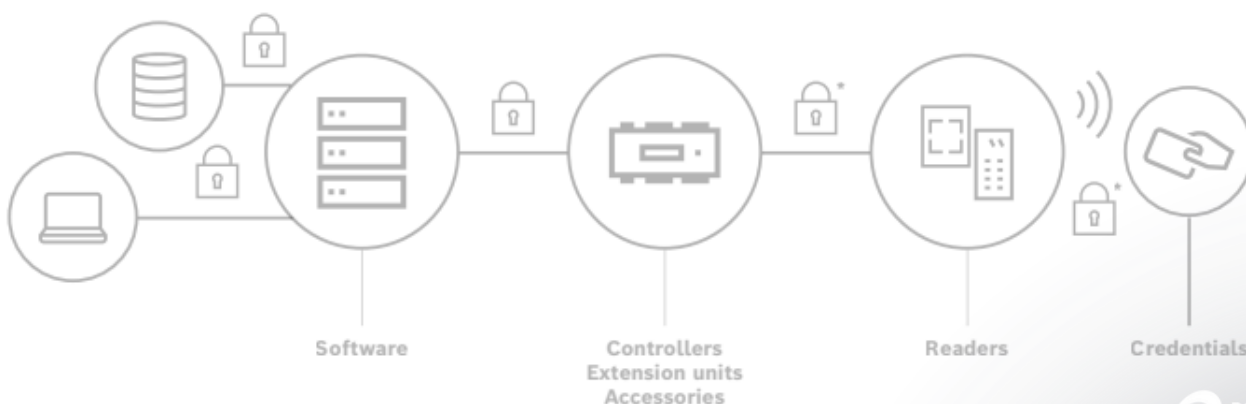 *
*
Software
Controllers
Extension units
Accessories
Readers
Credentials